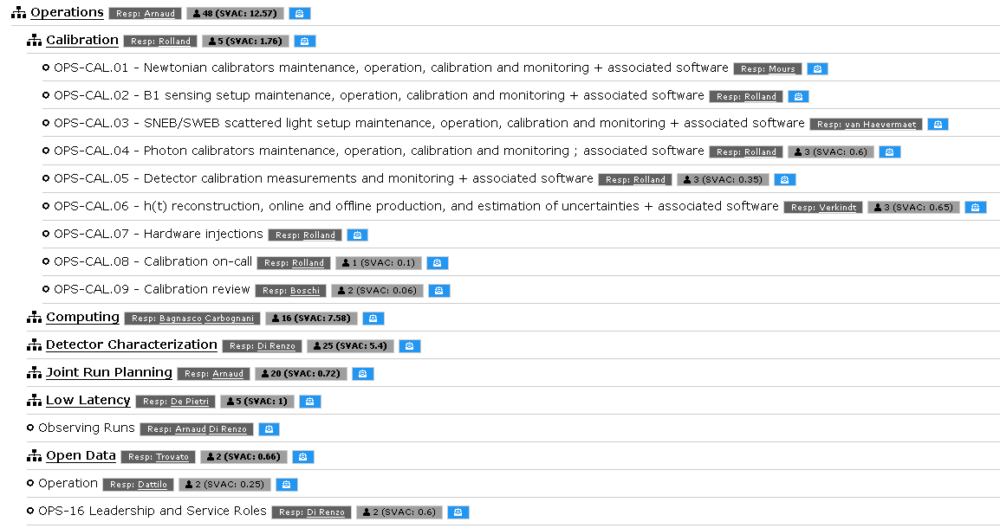 Operations Resp: Arnaud 48 (SVAC: 12.57)
Calibration Resp: Rolland 5 (SVAC: 1.76)
OPS-CAL.01 - Newtonian calibrators maintenance, operation, calibration and monitoring + associated software Resp: Mours
OPS-CAL.02 - B1 sensing setup maintenance, operation, calibration and monitoring + associated software Resp: Rolland
OPS-CAL.03 - SNEB/SWEB scattered light setup maintenance, operation, calibration and monitoring + associated software Resp: van Haevermaet
OPS-CAL.04 - Photon calibrators maintenance, operation, calibration and monitoring ; associated software Resp: Rolland 3 (SVAC: 0.6)
OPS-CAL.05 - Detector calibration measurements and monitoring + associated software Resp: Rolland 3 (SVAC: 0.35)
OPS-CAL.06 - h(t) reconstruction, online and offline production, and estimation of uncertainties + associated software Resp: Verkindt 3 (SVAC: 0.65)
OPS-CAL.07 - Hardware injections Resp: Rolland
OPS-CAL.08 - Calibration on-call Resp: Rolland 1 (SVAC: 0.1)
OPS-CAL.09 - Calibration review Resp: Boschi 2 (SVAC: 0.06)
Computing Resp: Bagnasco Carbognani 16 (SVAC: 7.58)
Detector Characterization Resp: Di Renzo 25 (SVAC: 5.4)
Joint Run Planning Resp: Arnaud 20 (SVAC: 0.72)
Low Latency Resp: De Pietri 5 (SVAC: 1)
Observing Runs Resp: Arnaud Di Renzo
Open Data Resp: Trovato 2 (SVAC: 0.66)
Operation Resp: Dattilo 2 (SVAC: 0.25)
OPS-16 Leadership and Service Roles Resp: Di Renzo 2 (SVAC: 0.6)